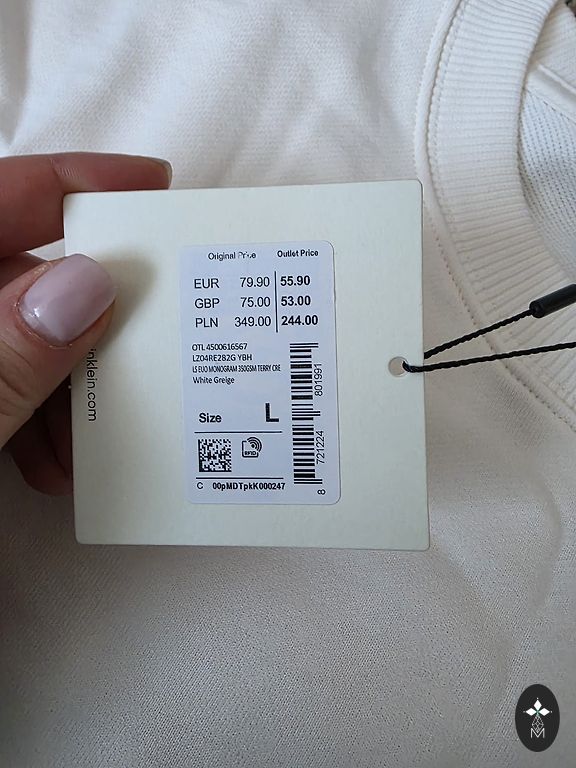 Original Price Outlet Price
EUR 79.90 55.90
GBP 75.00 53.00
PLN 349.00 244.00
OTL 4500616567
LZ04RE282G YBH
LS EUO MONOGRAM 350GSM TERRY CRE
White Greige
Size L
RFID
C 00pMDTpkK000247
8 721224 801991
inklein.com
M